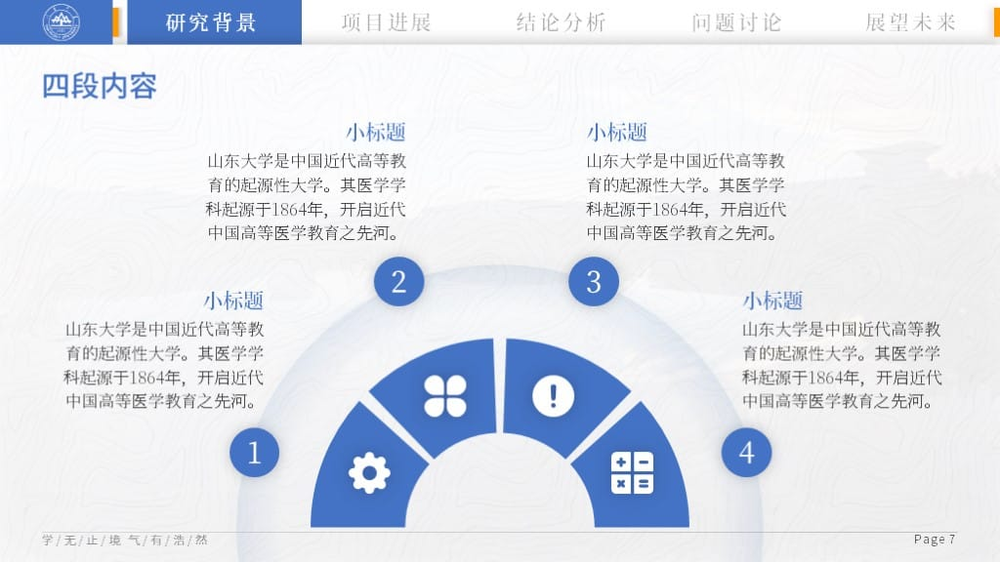 研究背景
项目进展
结论分析
问题讨论
展望未来
四段内容
小标题
山东大学是中国近代高等教
育的起源性大学。其医学学
科起源于1864年，开启近代
中国高等医学教育之先河。
小标题
山东大学是中国近代高等教
育的起源性大学。其医学学
科起源于1864年，开启近代
中国高等医学教育之先河。
2
3
小标题
山东大学是中国近代高等教
育的起源性大学。其医学学
科起源于1864年，开启近代
中国高等医学教育之先河。
小标题
山东大学是中国近代高等教
育的起源性大学。其医学学
科起源于1864年，开启近代
中国高等医学教育之先河。
1
4
学/无/止/境 气/有/浩/然
Page 7